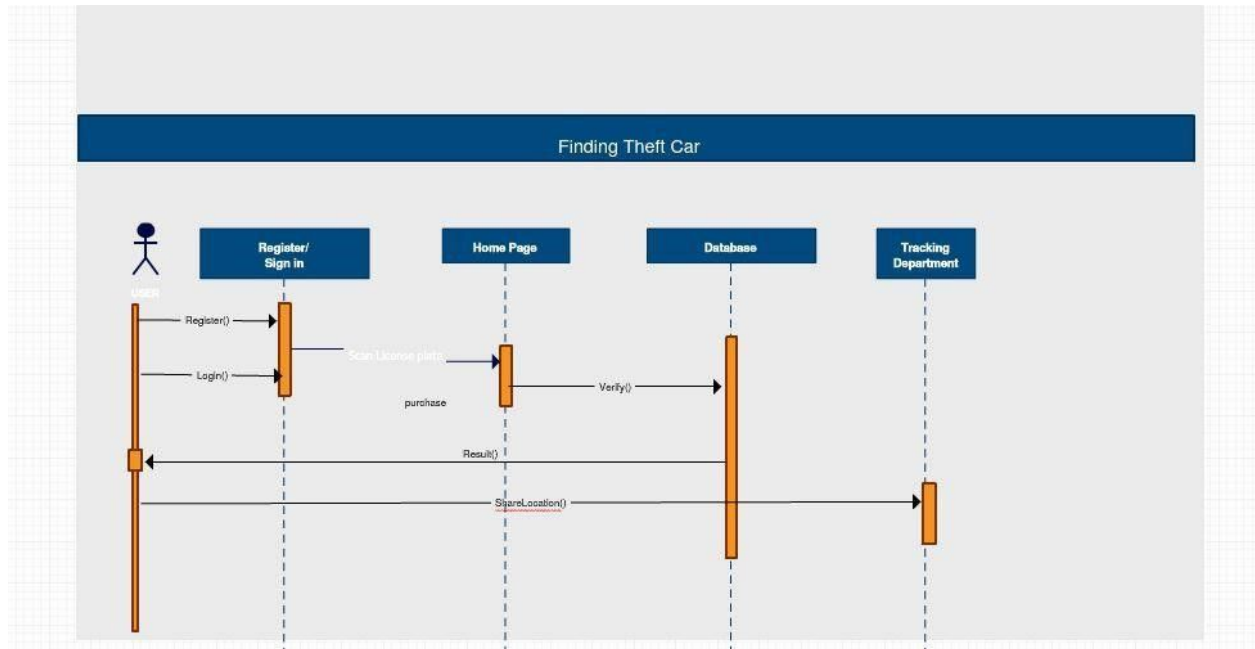 Finding Theft Car
Register/
Sign in
Home Page
Database
Tracking
Department
USER
Register()
Scan License plate
Login()
Verify()
purchase
Result()
ShareLocation()